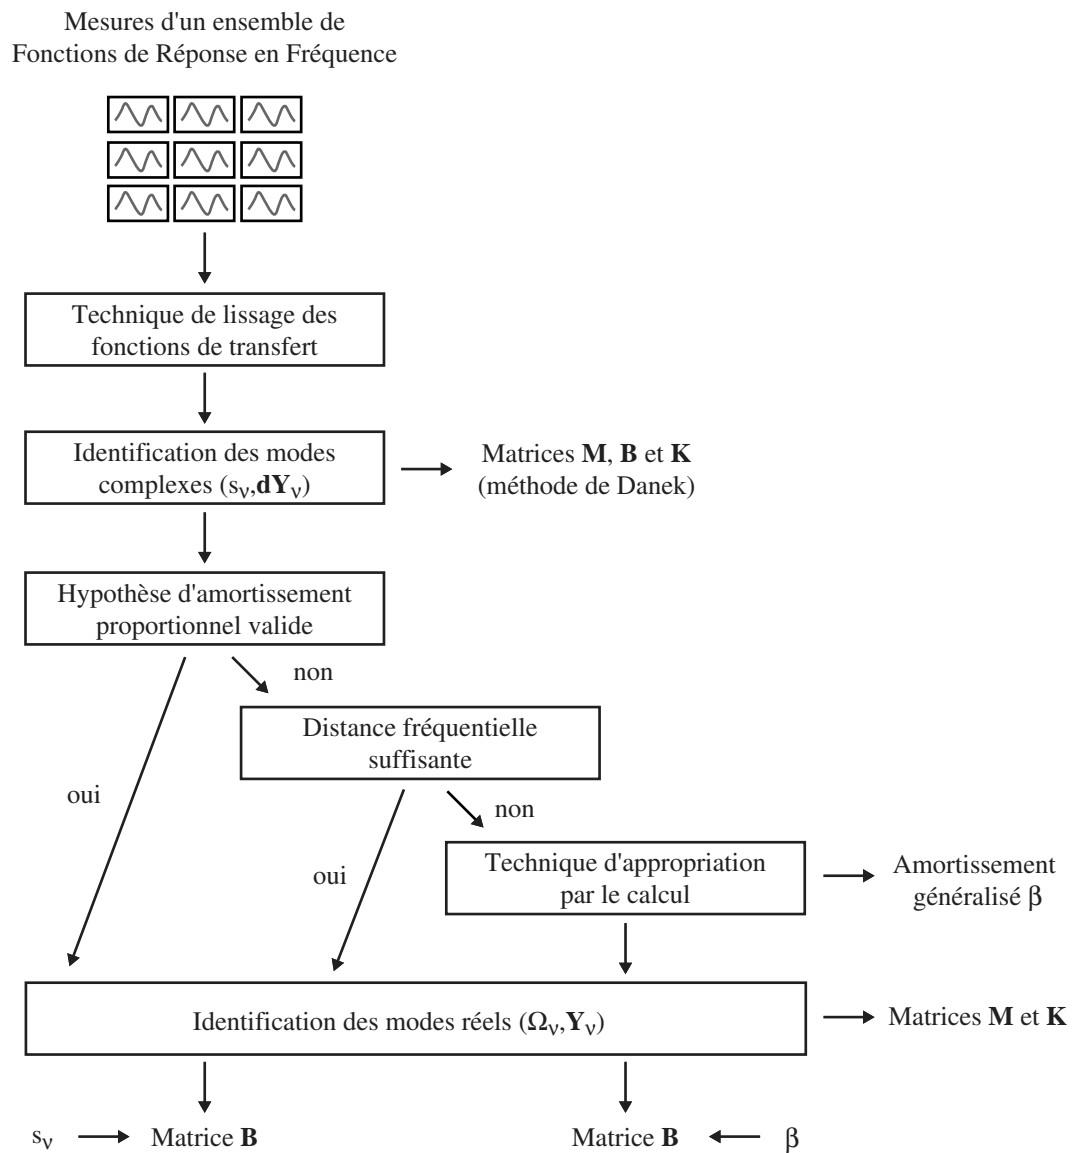 Mesures d'un ensemble de
Fonctions de Réponse en Fréquence
Technique de lissage des
fonctions de transfert
Identification des modes
complexes (sν,dYν)
Matrices M, B et K
(méthode de Danek)
Hypothèse d'amortissement
proportionnel valide
non
Distance fréquentielle
suffisante
oui
non
Technique d'appropriation
par le calcul
Amortissement
généralisé β
oui
Identification des modes réels (Ων,Yν)
Matrices M et K
sν
Matrice B
Matrice B
β